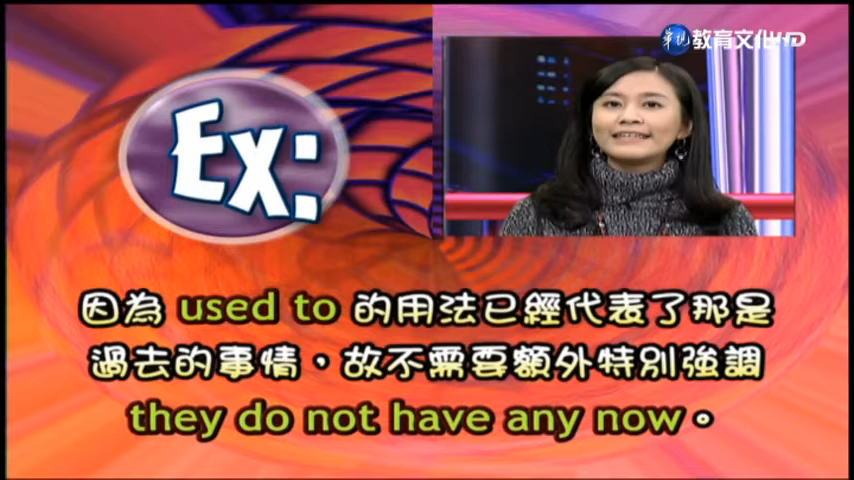 華視 教育文化HD
Ex:
因為 used to 的用法已經代表了那是
過去的事情，故不需要額外特別強調
they do not have any now。